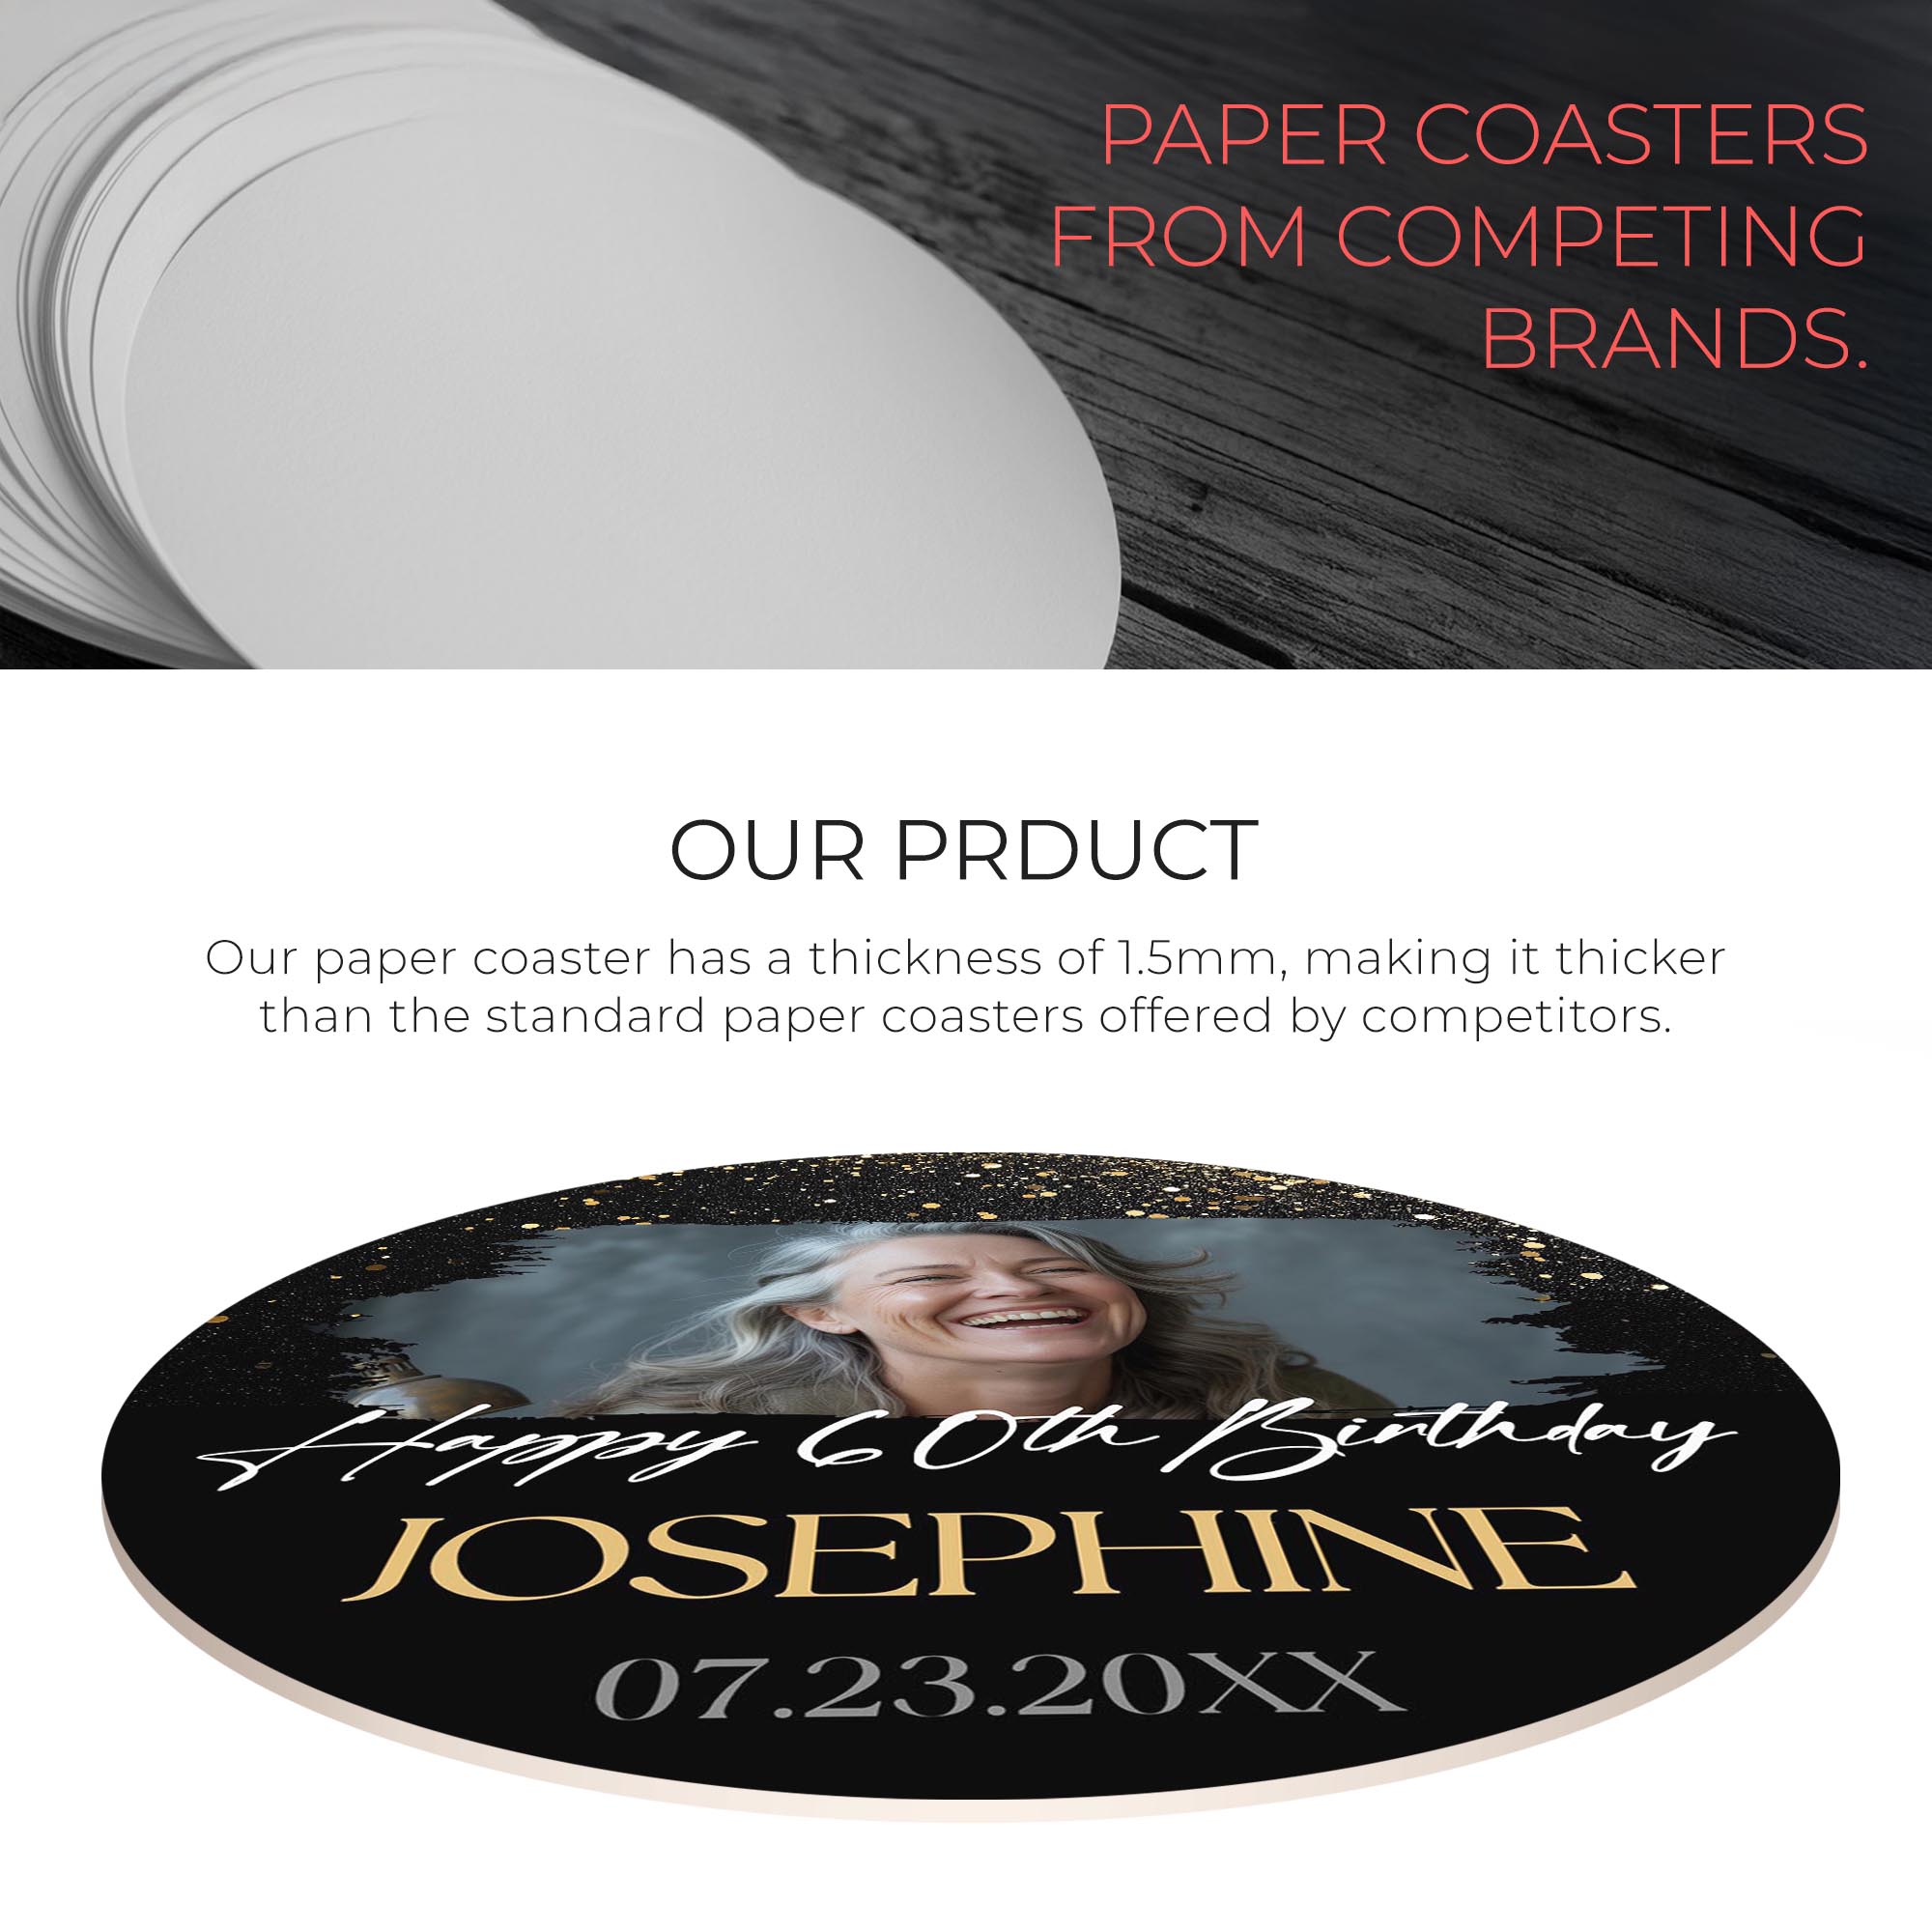 PAPER COASTERS
FROM COMPETING
BRANDS.
OUR PRDUCT
Our paper coaster has a thickness of 1.5mm, making it thicker
than the standard paper coasters offered by competitors.
Happy 60th Birthday
JOSEPHINE
07.23.20XX